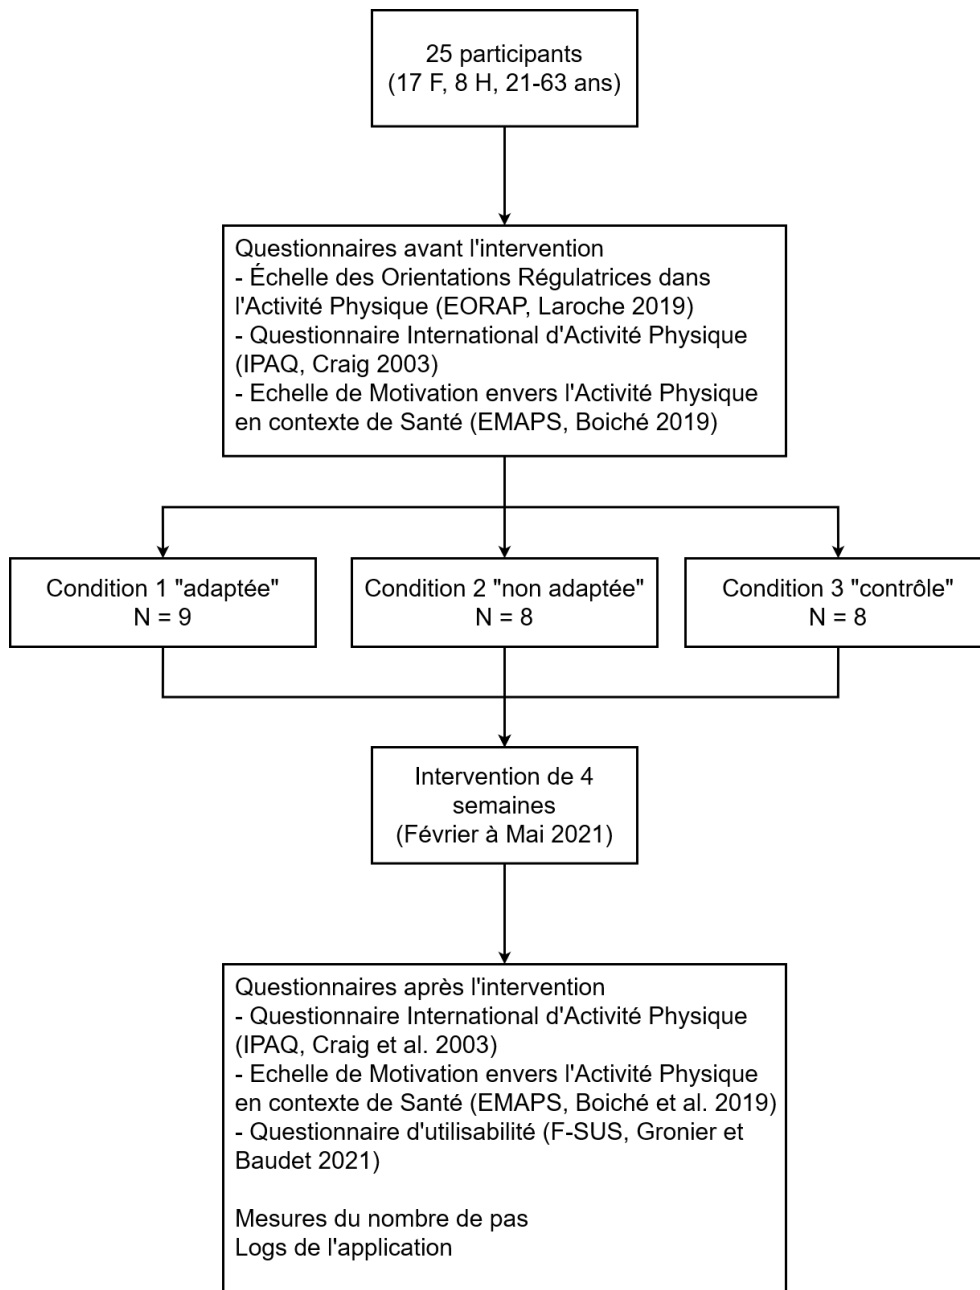 25 participants
(17 F, 8 H, 21-63 ans)
Questionnaires avant l'intervention
- Échelle des Orientations Régulatrices dans
l'Activité Physique (EORAP, Laroche 2019)
- Questionnaire International d'Activité Physique
(IPAQ, Craig 2003)
- Echelle de Motivation envers l'Activité Physique
en contexte de Santé (EMAPS, Boiché 2019)
Condition 1 "adaptée"
N = 9
Condition 2 "non adaptée"
N = 8
Condition 3 "contrôle"
N = 8
Intervention de 4
semaines
(Février à Mai 2021)
Questionnaires après l'intervention
- Questionnaire International d'Activité Physique
(IPAQ, Craig et al. 2003)
- Echelle de Motivation envers l'Activité Physique
en contexte de Santé (EMAPS, Boiché et al. 2019)
- Questionnaire d'utilisabilité (F-SUS, Gronier et
Baudet 2021)
Mesures du nombre de pas
Logs de l'application